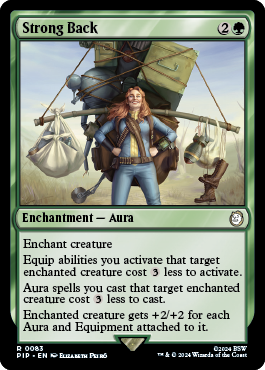 Strong Back 2
Enchantment — Aura
Enchant creature
Equip abilities you activate that target
enchanted creature cost 3 less to activate.
Aura spells you cast that target enchanted
creature cost 3 less to cast.
Enchanted creature gets +2/+2 for each
Aura and Equipment attached to it.
R 0083
PIP • EN
™ & © 2024 Wizards of the Coast
©2024 BSW